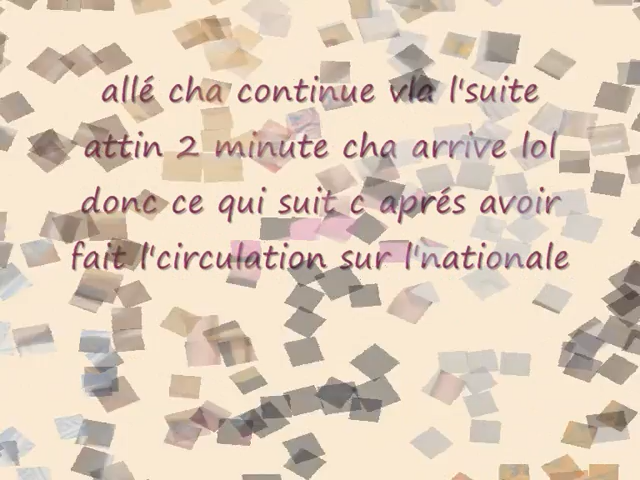 allé cha continue vla l'suite
attin 2 minute cha arrive lol
donc ce qui suit c aprés avoir
fait l'circulation sur l'nationale